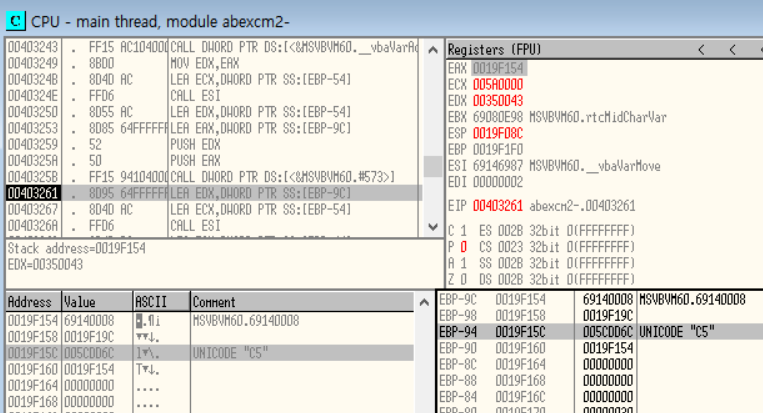 C CPU - main thread, module abexcm2-
00403243 . FF15 AC104000 CALL DWORD PTR DS:[<&MSVBVM60.__vbaVarAd
00403249 . 8BD0 MOV EDX,EAX
0040324B . 8D4D AC LEA ECX,DWORD PTR SS:[EBP-54]
0040324E . FFD6 CALL ESI
00403250 . 8D55 AC LEA EDX,DWORD PTR SS:[EBP-54]
00403253 . 8D85 64FFFFFF LEA EAX,DWORD PTR SS:[EBP-9C]
00403259 . 52 PUSH EDX
0040325A . 50 PUSH EAX
0040325B . FF15 94104000 CALL DWORD PTR DS:[<&MSVBVM60.#573>]
00403261 . 8D95 64FFFFFF LEA EDX,DWORD PTR SS:[EBP-9C]
00403267 . 8D4D AC LEA ECX,DWORD PTR SS:[EBP-54]
0040326A . FFD6 CALL ESI
Stack address=0019F154
EDX=00350043
Registers (FPU) < < <
EAX 0019F154
ECX 005A0000
EDX 00350043
EBX 69080E98 MSVBVM60.rtcMidCharVar
ESP 0019F08C
EBP 0019F1F0
ESI 69146987 MSVBVM60.__vbaVarMove
EDI 00000002
EIP 00403261 abexcm2-.00403261
C 1 ES 002B 32bit 0(FFFFFFFF)
P 0 CS 0023 32bit 0(FFFFFFFF)
A 1 SS 002B 32bit 0(FFFFFFFF)
Z 0 DS 002B 32bit 0(FFFFFFFF)
Address Value ASCII Comment
0019F154 69140008 .¶i MSVBVM60.69140008
0019F158 0019F19C
0019F15C 005CDD6C UNICODE "C5"
0019F160 0019F154
0019F164 00000000 ....
0019F168 00000000 ....
EBP-9C 0019F154 69140008 MSVBVM60.69140008
EBP-98 0019F158 0019F19C
EBP-94 0019F15C 005CDD6C UNICODE "C5"
EBP-90 0019F160 0019F154
EBP-8C 0019F164 00000000
EBP-88 0019F168 00000000
EBP-84 0019F16C 00000000
EBP-80 0019F170 00000030